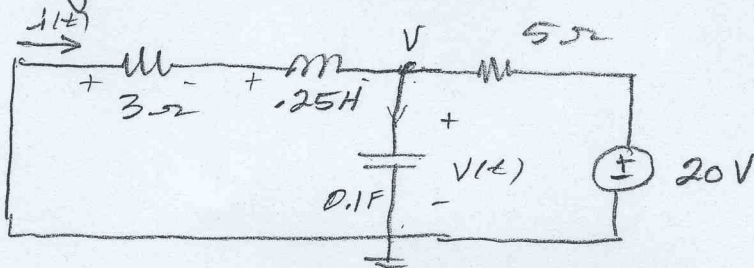 i(t)
V 5Ω
+ - + -
3Ω .25H
+
0.1F V(t) ± 20V
-